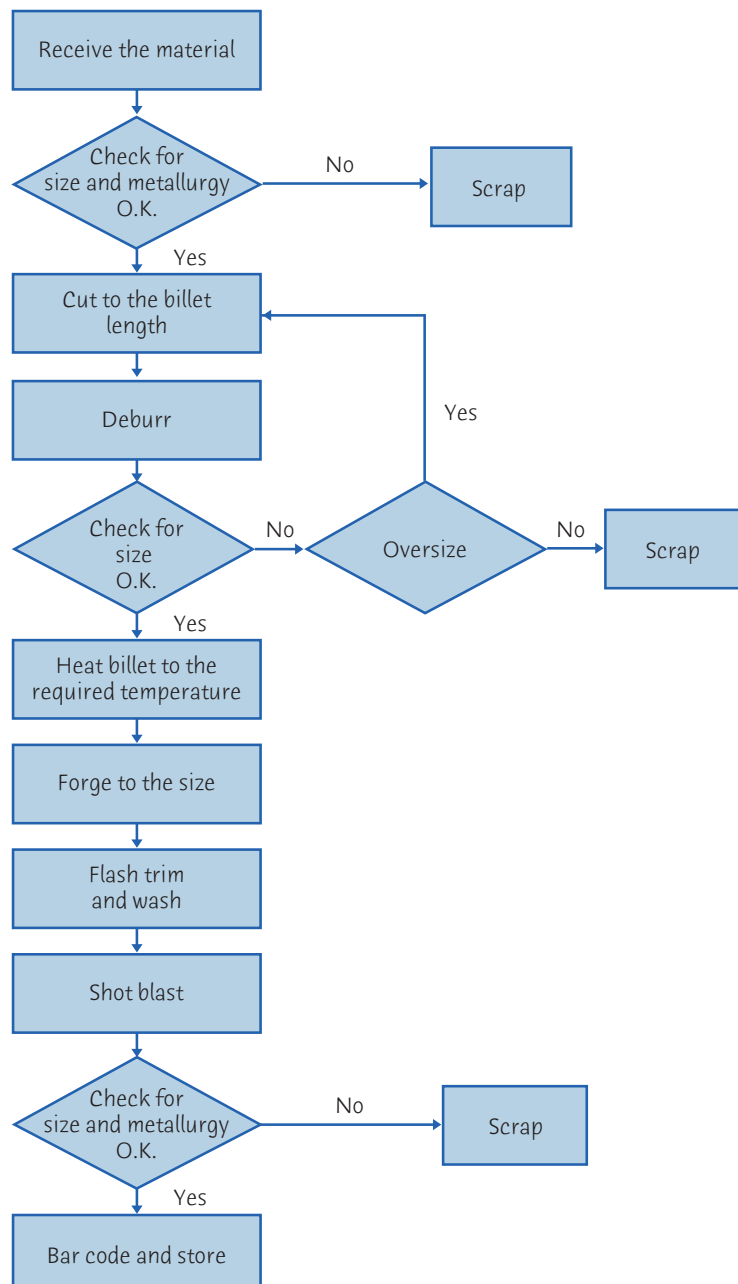 Receive the material
Check for
size and metallurgy
O.K.
No
Scrap
Yes
Cut to the billet
length
Deburr
Yes
Check for
size
O.K.
No
Oversize
No
Scrap
Yes
Heat billet to the
required temperature
Forge to the size
Flash trim
and wash
Shot blast
Check for
size and metallurgy
O.K.
No
Scrap
Yes
Bar code and store